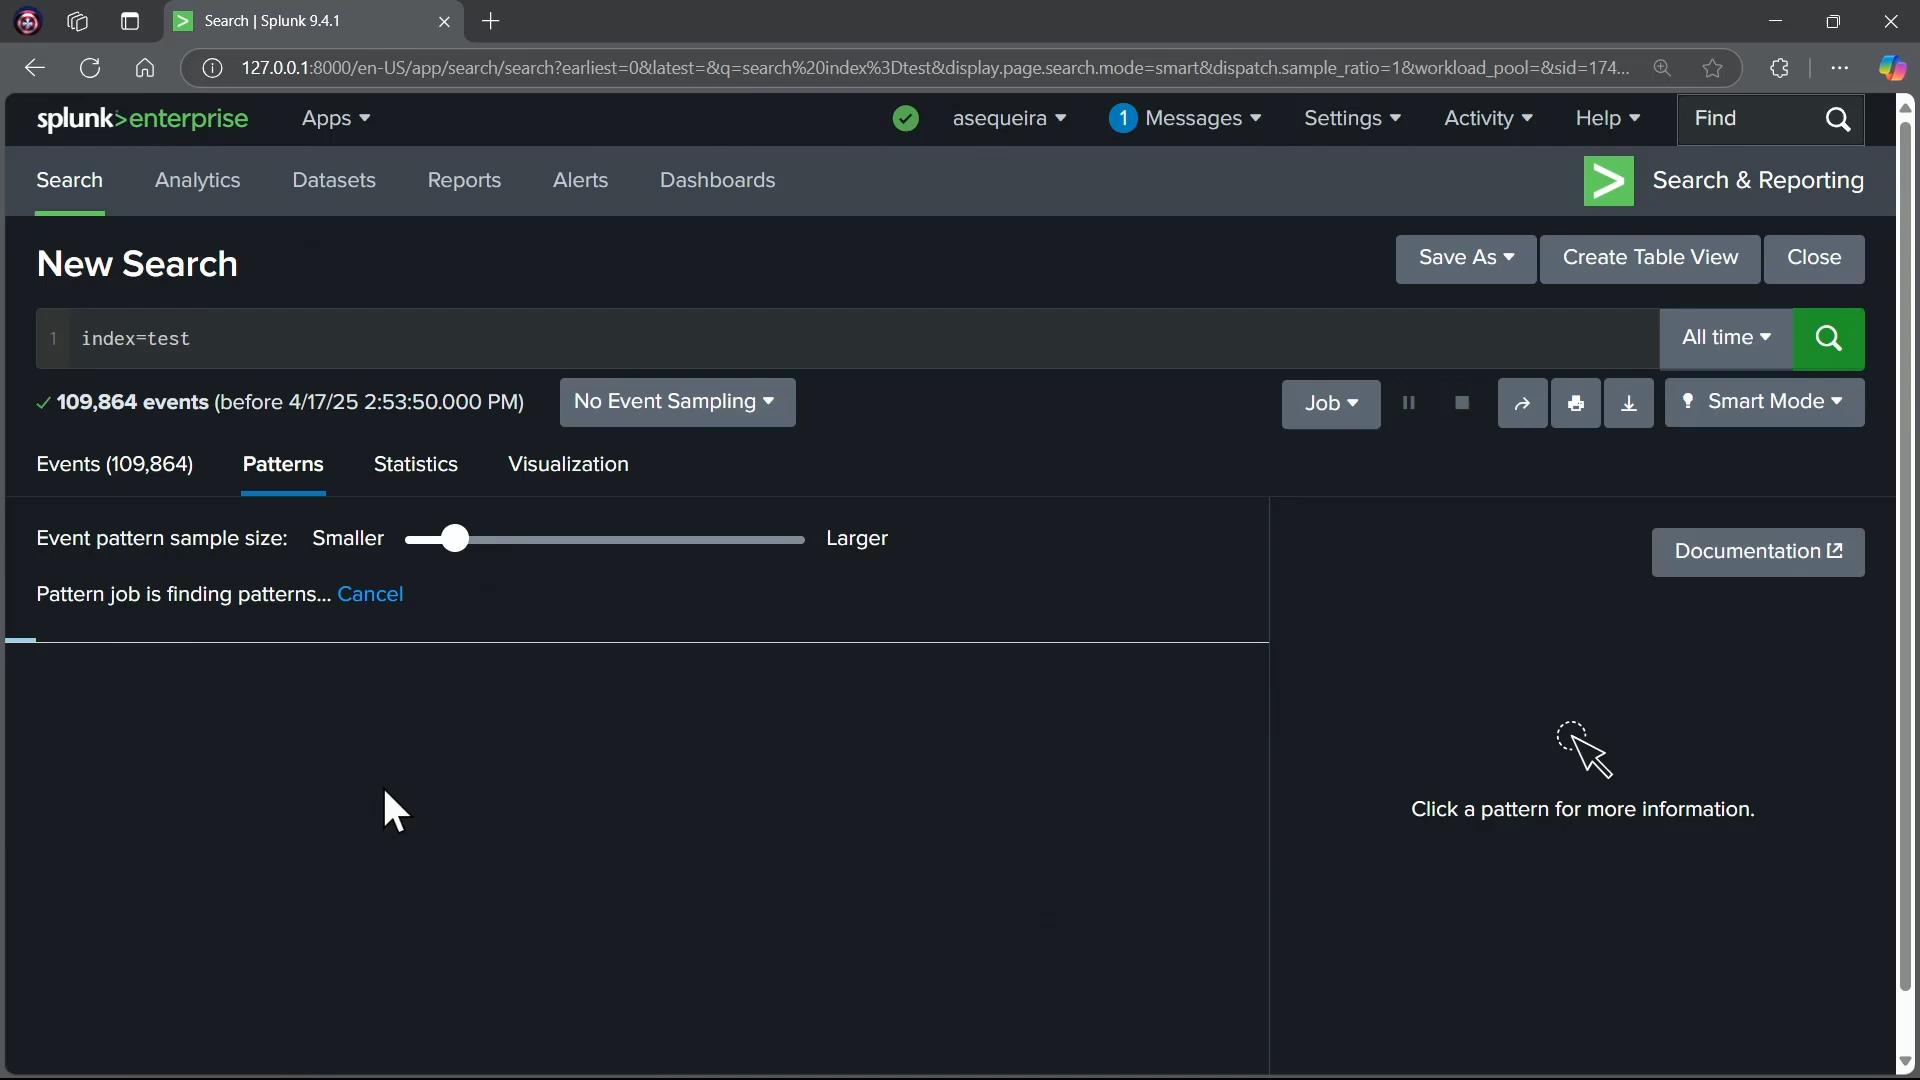 Search | Splunk 9.4.1
127.0.0.1:8000/en-US/app/search/search?earliest=0&latest=&q=search%20index%3Dtest&display.page.search.mode=smart&dispatch.sample_ratio=1&workload_pool=&sid=174...
splunk>enterprise Apps asequeira 1 Messages Settings Activity Help Find
Search Analytics Datasets Reports Alerts Dashboards > Search & Reporting
New Search Save As Create Table View Close
1 index=test All time
109,864 events (before 4/17/25 2:53:50.000 PM) No Event Sampling Job Smart Mode
Events (109,864) Patterns Statistics Visualization
Event pattern sample size: Smaller Larger
Documentation
Pattern job is finding patterns... Cancel
Click a pattern for more information.